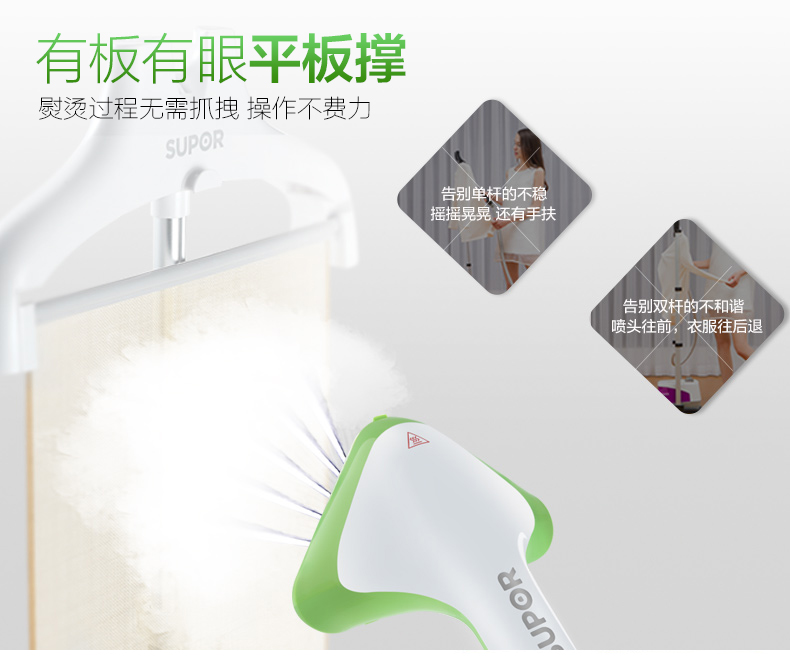 有板有眼平板撑
熨烫过程无需抓拽 操作不费力
SUPOR
告别单杆的不稳
摇摇晃晃 还有手扶
告别双杆的不和谐
喷头往前，衣服往后退
SUPOR